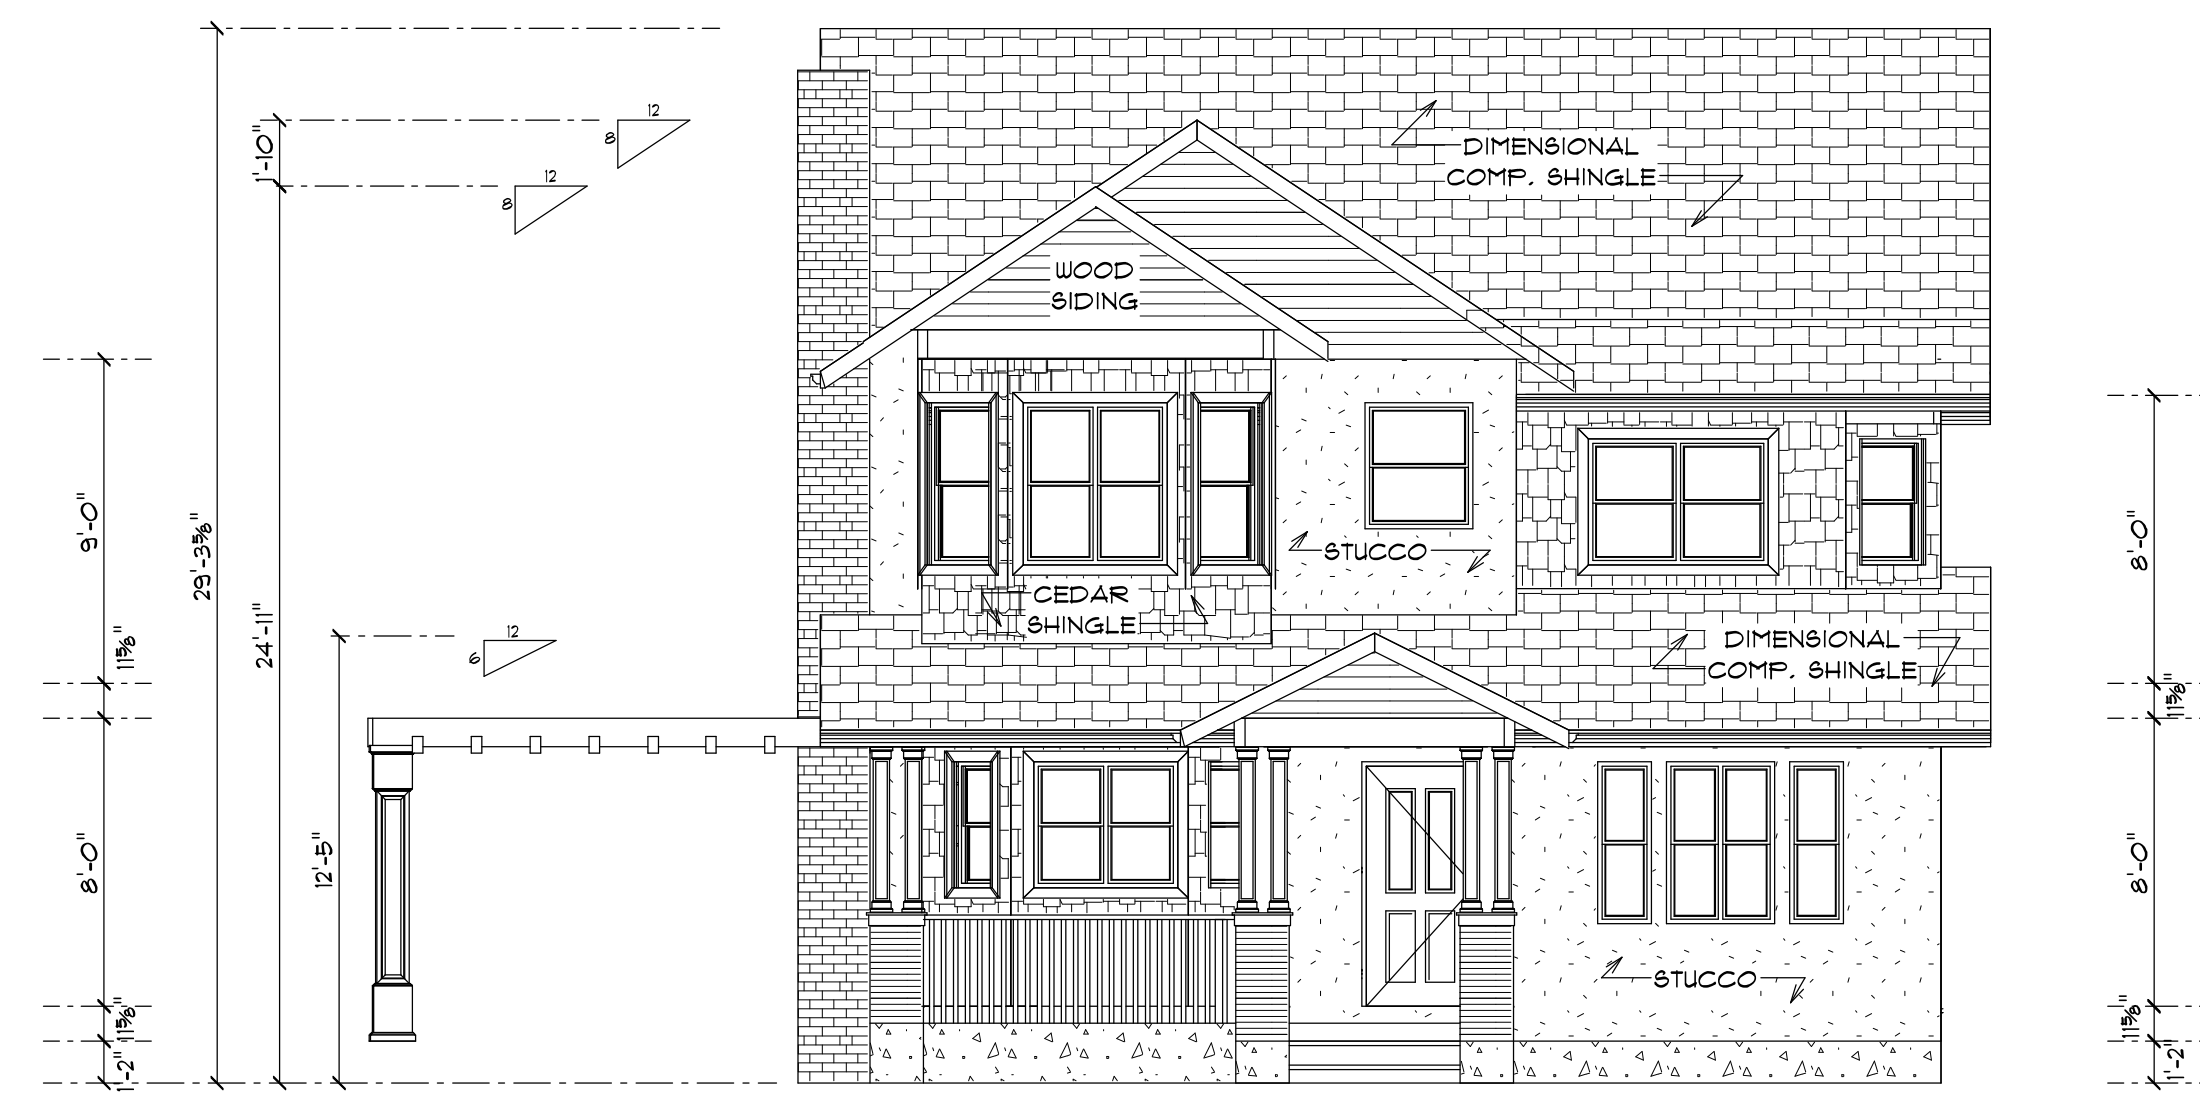 12
8
1'-10"
12
8
DIMENSIONAL
COMP. SHINGLE
WOOD
SIDING
9'-0"
29'-3⅝"
8'-0"
STUCCO
CEDAR
SHINGLE
24'-11"
11⅝"
12
6
DIMENSIONAL
COMP. SHINGLE
11⅝"
8'-0"
12'-5"
8'-0"
STUCCO
11⅝"
11⅝"
1'-2"
1'-2"